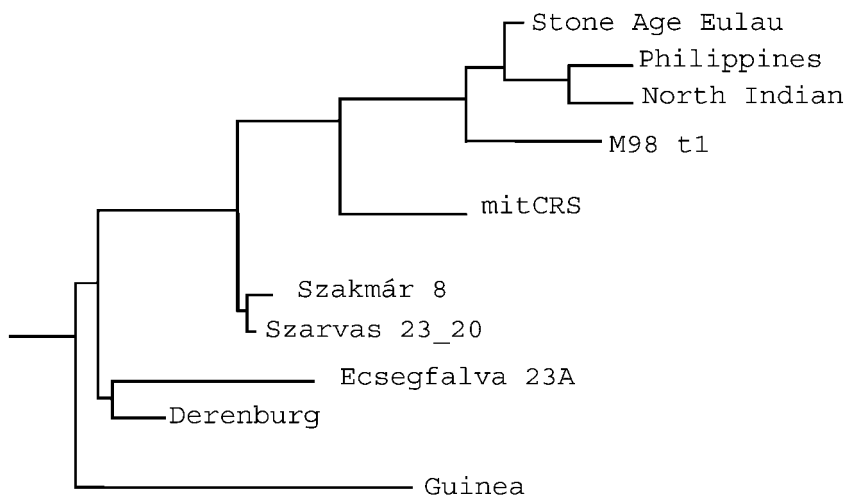 Stone Age Eulau
Philippines
North Indian
M98 t1
mitCRS
Szakmár 8
Szarvas 23_20
Ecsegfalva 23A
Derenburg
Guinea